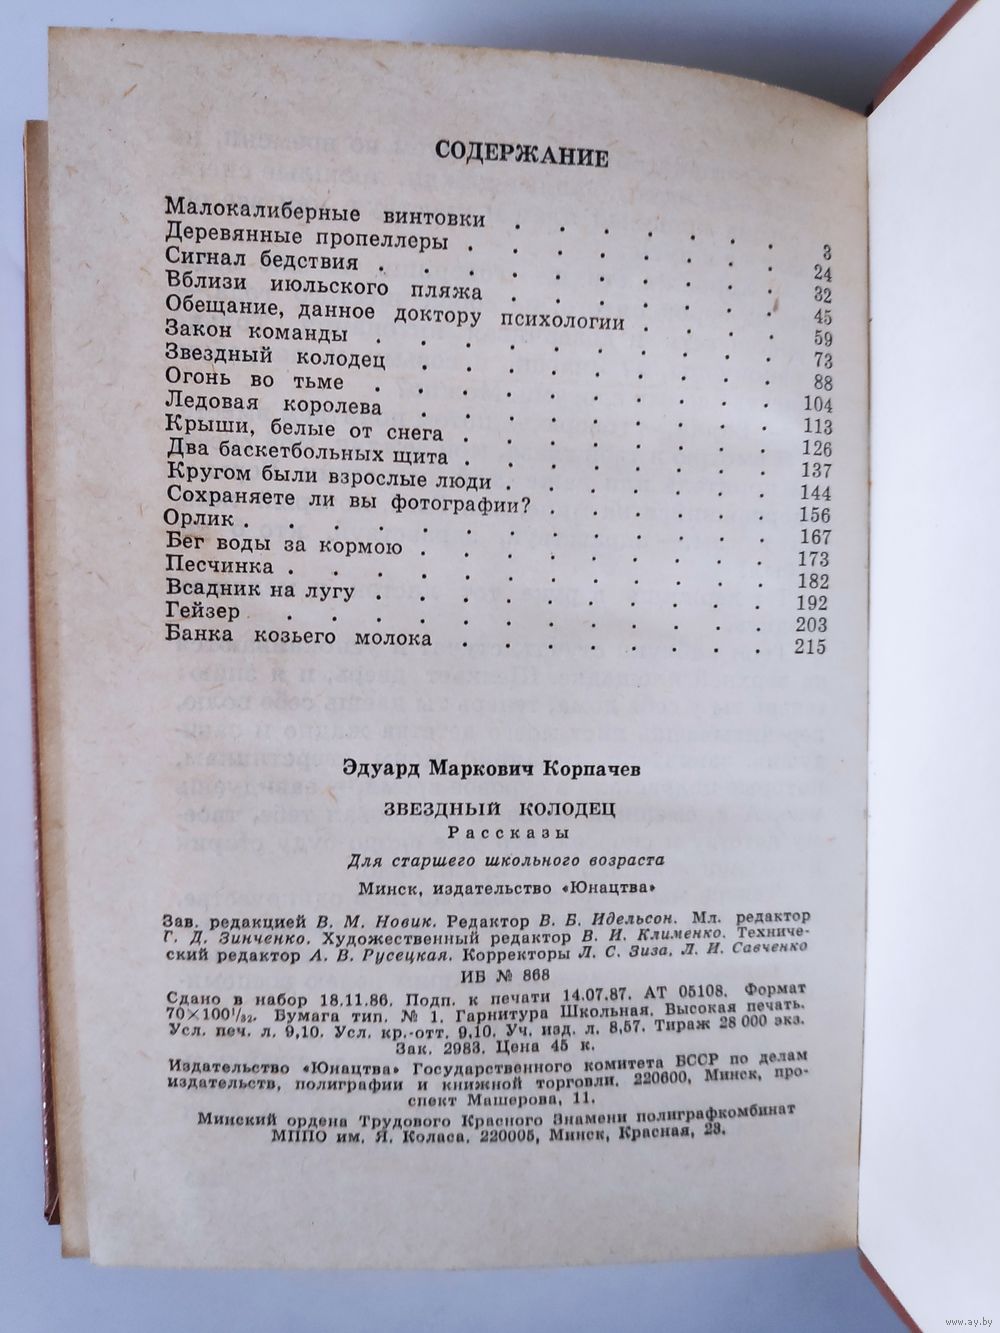 СОДЕРЖАНИЕ
Малокалиберные винтовки . . . . . . . 3
Деревянные пропеллеры . . . . . . . . 24
Сигнал бедствия . . . . . . . . . . 32
Вблизи июльского пляжа . . . . . . . 45
Обещание, данное доктору психологии . . . . 59
Закон команды . . . . . . . . . . 73
Звездный колодец . . . . . . . . . 88
Огонь во тьме . . . . . . . . . . 104
Ледовая королева . . . . . . . . . 113
Крыши, белые от снега . . . . . . . . 126
Два баскетбольных щита . . . . . . . . 137
Кругом были взрослые люди . . . . . . . 144
Сохраняете ли вы фотографии? . . . . . . 156
Орлик . . . . . . . . . . . . . 167
Бег воды за кормою . . . . . . . . . 173
Песчинка . . . . . . . . . . . . 182
Всадник на лугу . . . . . . . . . . 192
Гейзер . . . . . . . . . . . . 203
Банка козьего молока . . . . . . . . 215
Эдуард Маркович Корпачев
ЗВЕЗДНЫЙ КОЛОДЕЦ
Рассказы
Для старшего школьного возраста
Минск, издательство «Юнацтва»
Зав. редакцией В. М. Новик. Редактор В. Б. Идельсон. Мл. редактор
Г. Д. Зинченко. Художественный редактор В. И. Клименко. Техниче-
ский редактор А. В. Русецкая. Корректоры Л. С. Зиза, Л. И. Савченко
ИБ № 868
Сдано в набор 18.11.86. Подп. к печати 14.07.87. АТ 05108. Формат
70×100¹/₃₂. Бумага тип. № 1. Гарнитура Школьная. Высокая печать.
Усл. печ. л. 9,10. Усл. кр.-отт. 9,10. Уч. изд. л. 8,57. Тираж 28 000 экз.
Зак. 2983. Цена 45 к.
Издательство «Юнацтва» Государственного комитета БССР по делам
издательств, полиграфии и книжной торговли. 220600, Минск, про-
спект Машерова, 11.
Минский ордена Трудового Красного Знамени полиграфкомбинат
МППО им. Я. Коласа. 220005, Минск, Красная, 23.
www.ay.by